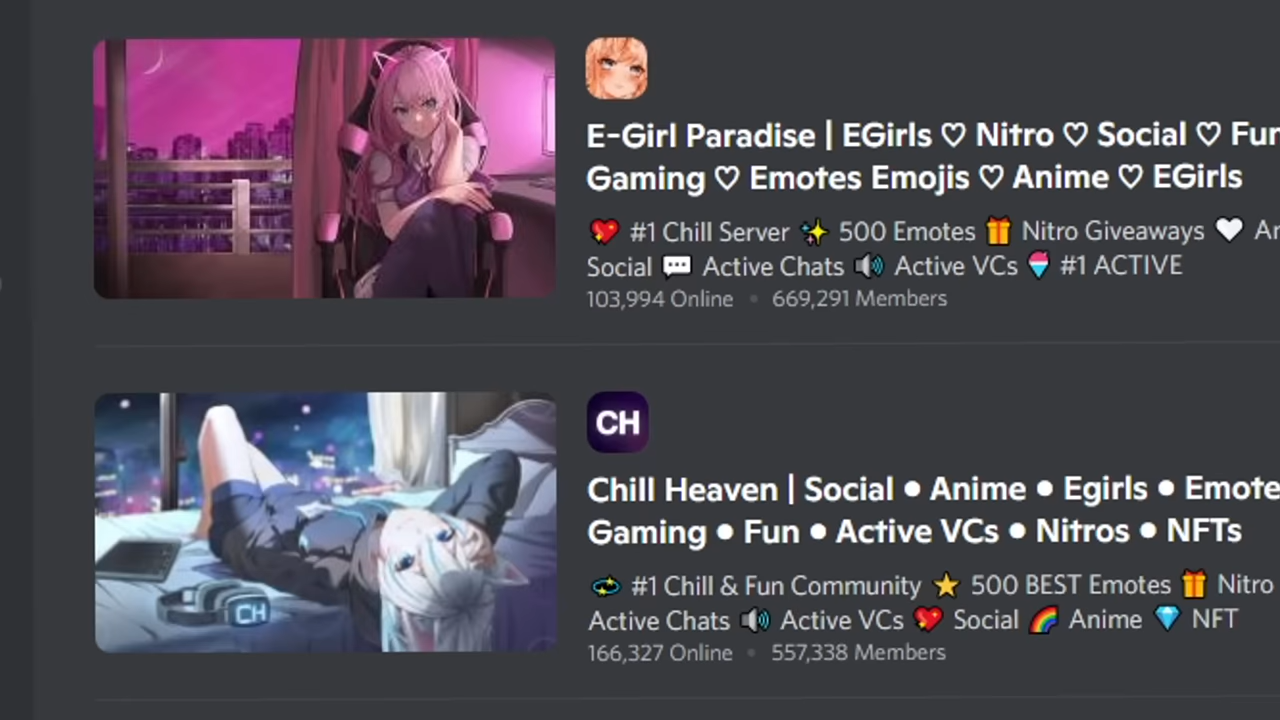 E-Girl Paradise | EGirls ♡ Nitro ♡ Social ♡ Fun
Gaming ♡ Emotes Emojis ♡ Anime ♡ EGirls
💖 #1 Chill Server ✨ 500 Emotes 🎁 Nitro Giveaways 🤍
Social 💬 Active Chats 🔊 Active VCs 🍧 #1 ACTIVE
103,994 Online • 669,291 Members
CH
Chill Heaven | Social ● Anime ● Egirls ● Emote
Gaming ● Fun ● Active VCs ● Nitros ● NFTs
💫 #1 Chill & Fun Community ⭐ 500 BEST Emotes 🎁 Nitro
Active Chats 🔊 Active VCs 💖 Social 🌈 Anime 💎 NFT
166,327 Online • 557,338 Members
CH